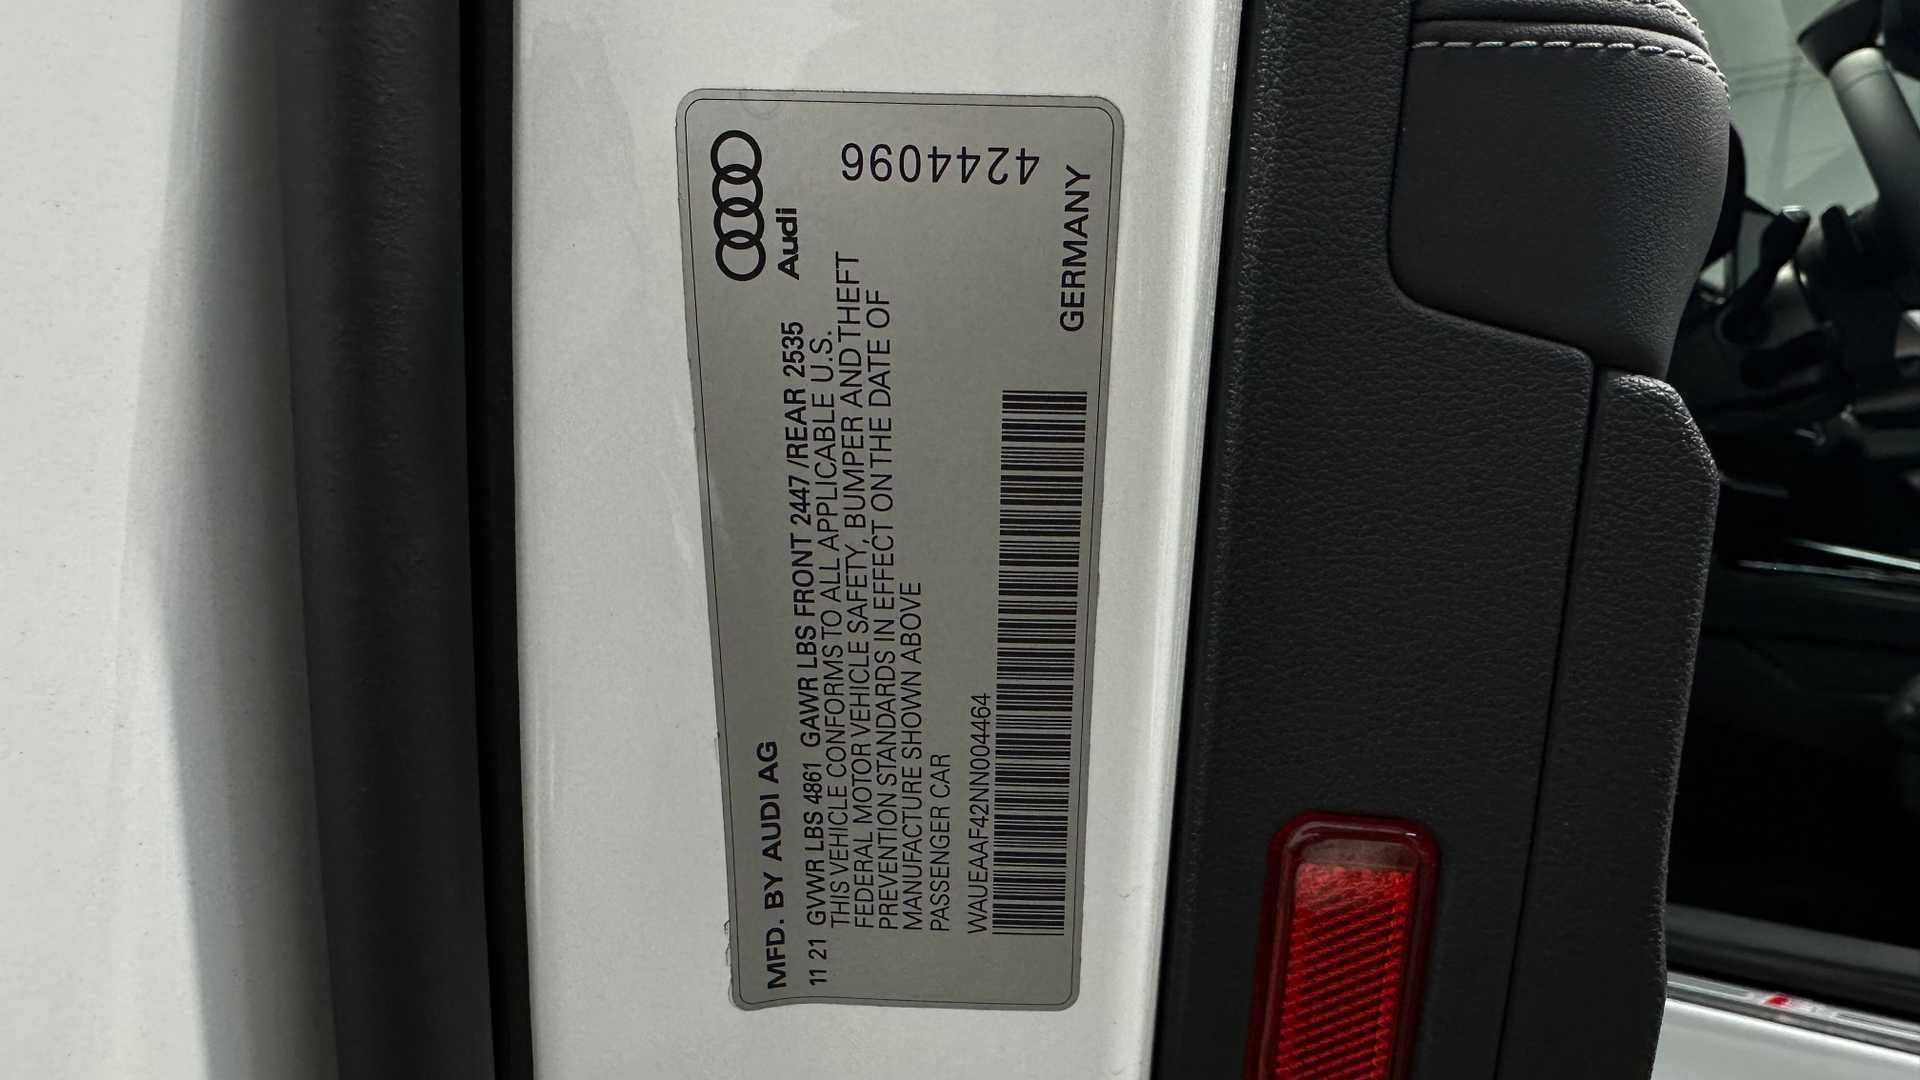 Audi
4244096
MFD. BY AUDI AG
11 21 GVWR LBS 4861 GAWR LBS FRONT 2447 /REAR 2535
THIS VEHICLE CONFORMS TO ALL APPLICABLE U.S.
FEDERAL MOTOR VEHICLE SAFETY, BUMPER AND THEFT
PREVENTION STANDARDS IN EFFECT ON THE DATE OF
MANUFACTURE SHOWN ABOVE
PASSENGER CAR
WAUEAAF42NN004464
GERMANY